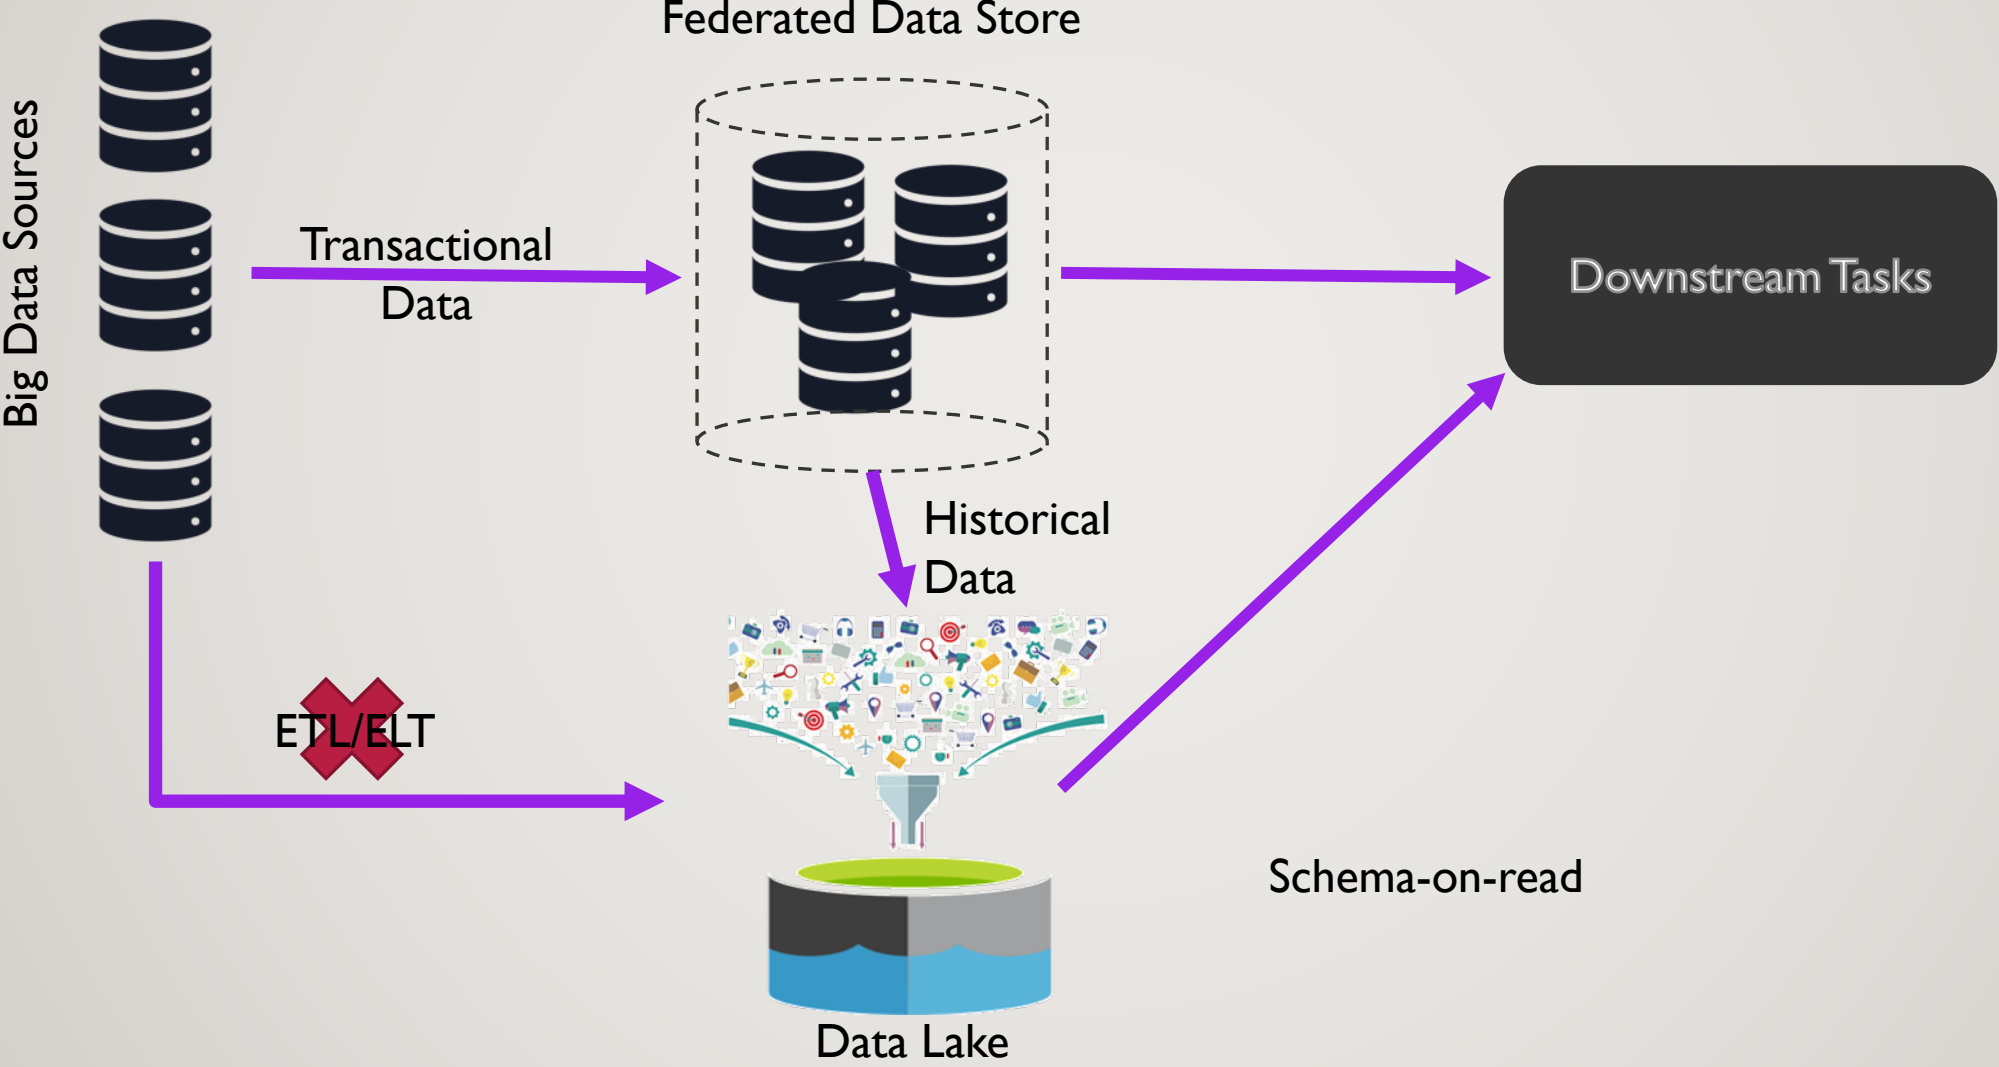 Federated Data Store
Big Data Sources
Transactional
Data
Downstream Tasks
Historical
Data
ETL/ELT
Schema-on-read
Data Lake